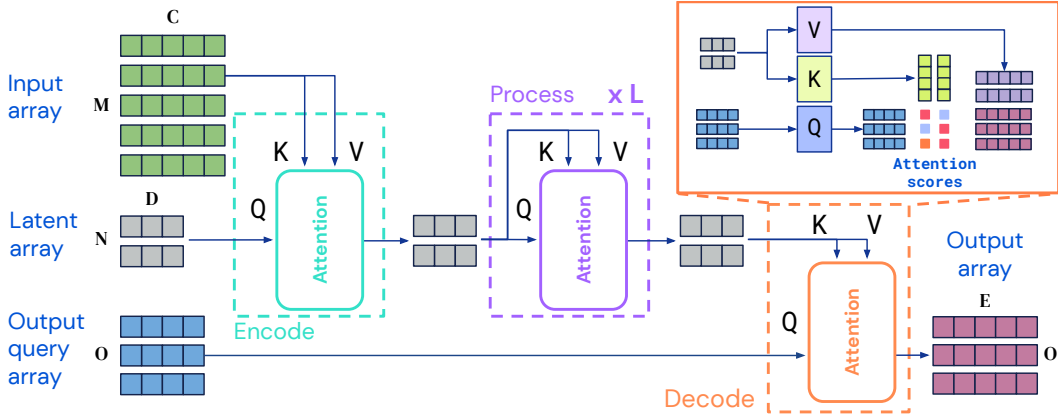 C
Input
array
M
K
V
Q
Attention
Encode
Process
x L
K
V
Q
Attention
V
K
Q
Attention
scores
Latent
array
D
N
K
V
Q
Attention
Decode
Output
array
E
O
Output
query
array
O